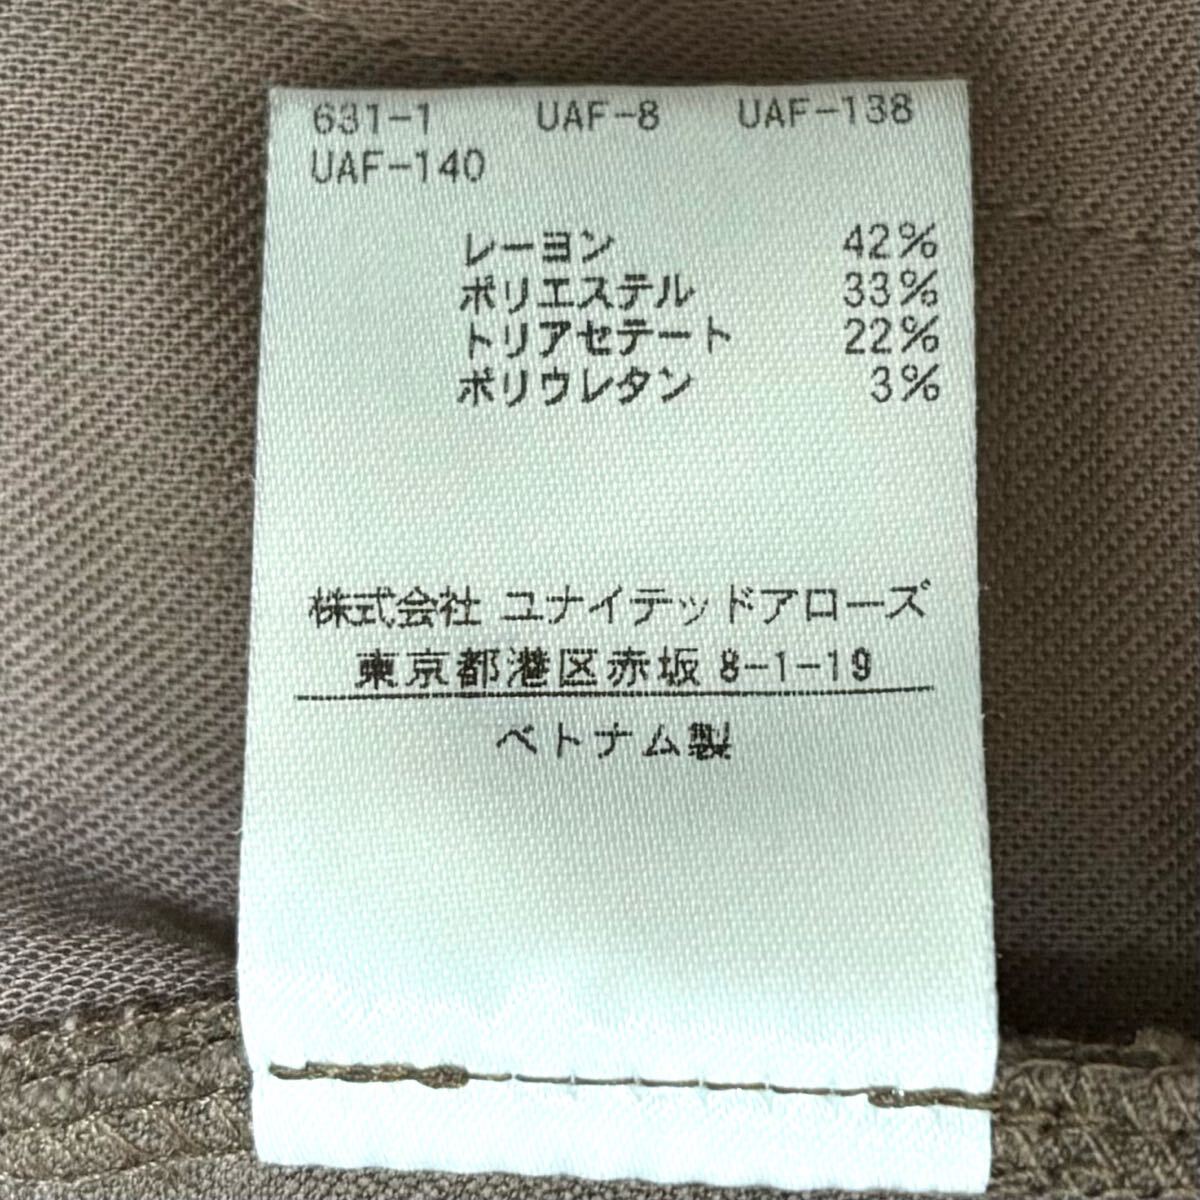 631-1 UAF-8 UAF-138
UAF-140
レーヨン 42%
ポリエステル 33%
トリアセテート 22%
ポリウレタン 3%
株式会社 ユナイテッドアローズ
東京都港区赤坂 8-1-19
ベトナム製